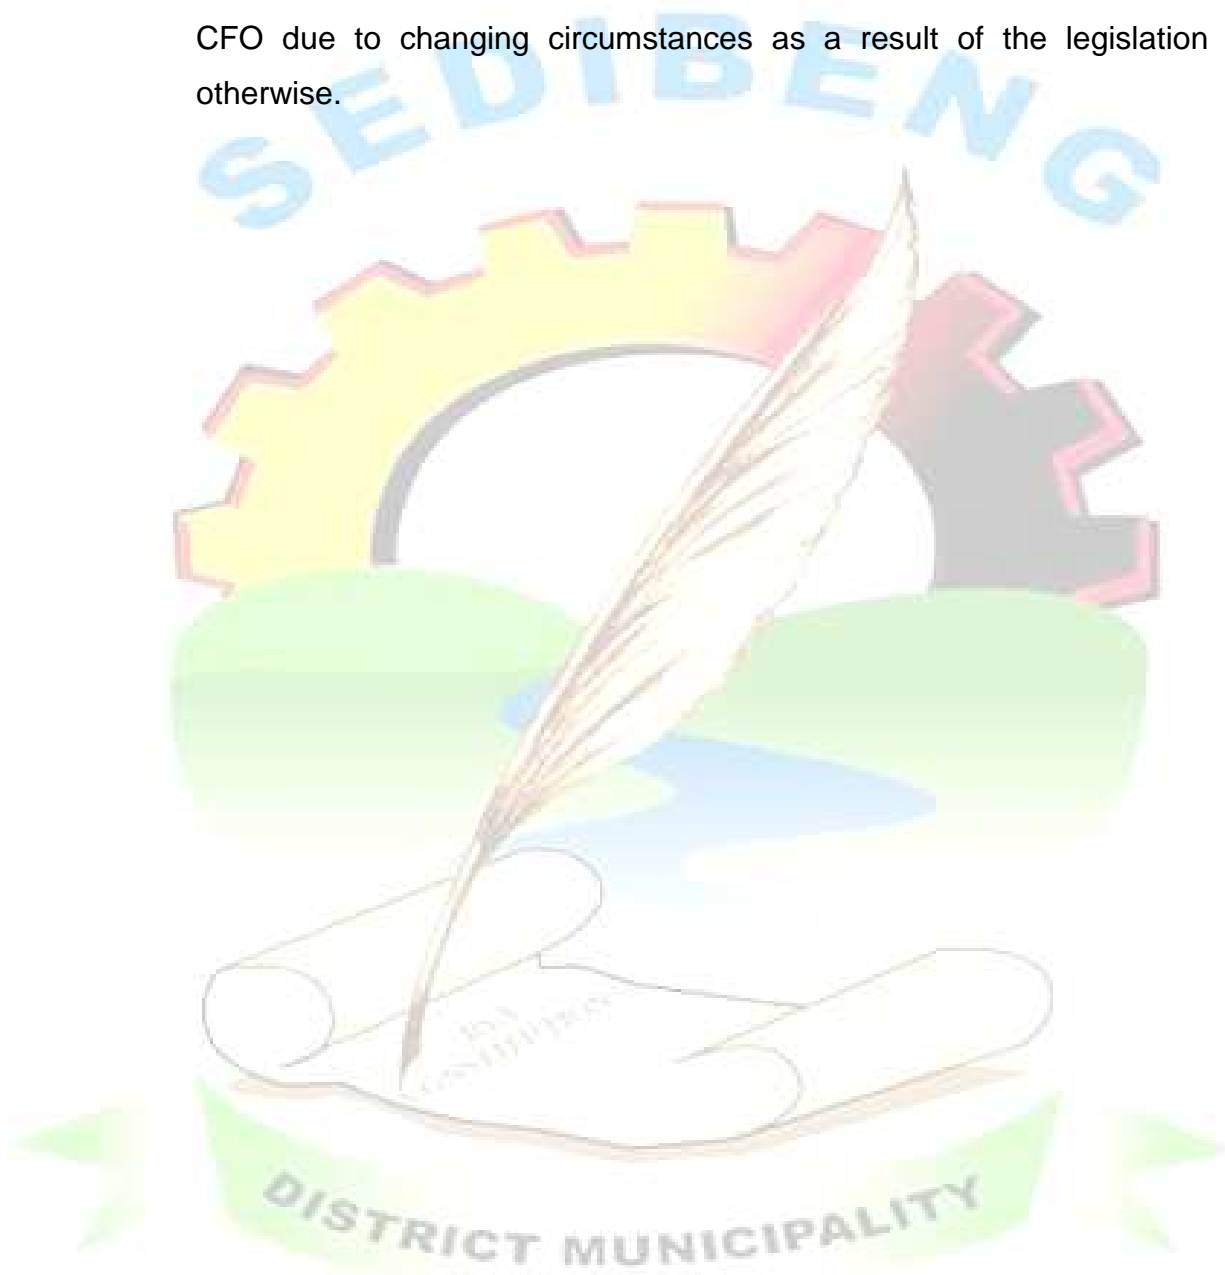 CFO due to changing circumstances as a result of the legislation
otherwise.
SEDIBENG
DISTRICT MUNICIPALITY